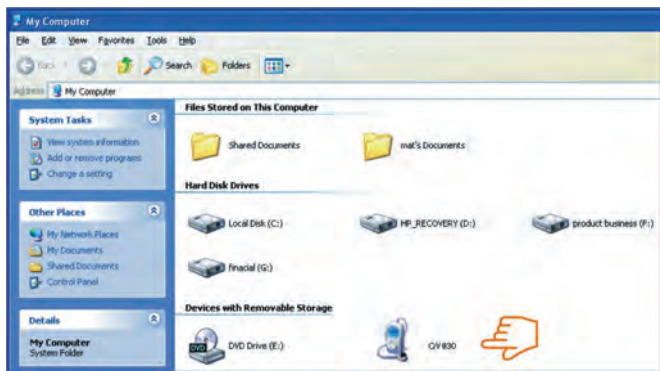 My Computer
File Edit View Favorites Tools Help
Back Search Folders
Address My Computer
System Tasks
View system information
Add or remove programs
Change a setting
Other Places
My Network Places
My Documents
Shared Documents
Control Panel
Details
My Computer
System Folder
Files Stored on This Computer
Shared Documents mat's Documents
Hard Disk Drives
Local Disk (C:) HP_RECOVERY (D:) product business (F:)
finacial (G:)
Devices with Removable Storage
DVD DVD Drive (E:) QV830